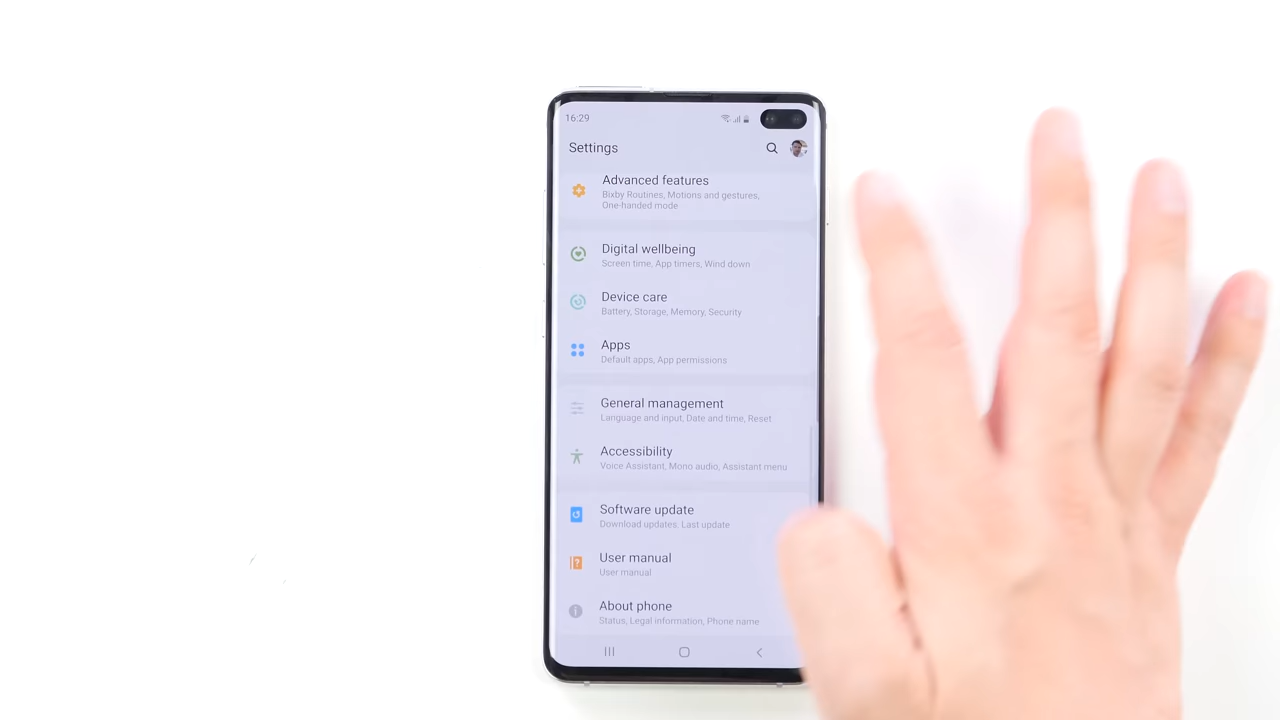 16:29
Settings
Advanced features
Bixby Routines, Motions and gestures,
One-handed mode
Digital wellbeing
Screen time, App timers, Wind down
Device care
Battery, Storage, Memory, Security
Apps
Default apps, App permissions
General management
Language and input, Date and time, Reset
Accessibility
Voice Assistant, Mono audio, Assistant menu
Software update
Download updates, Last update
User manual
User manual
About phone
Status, Legal information, Phone name